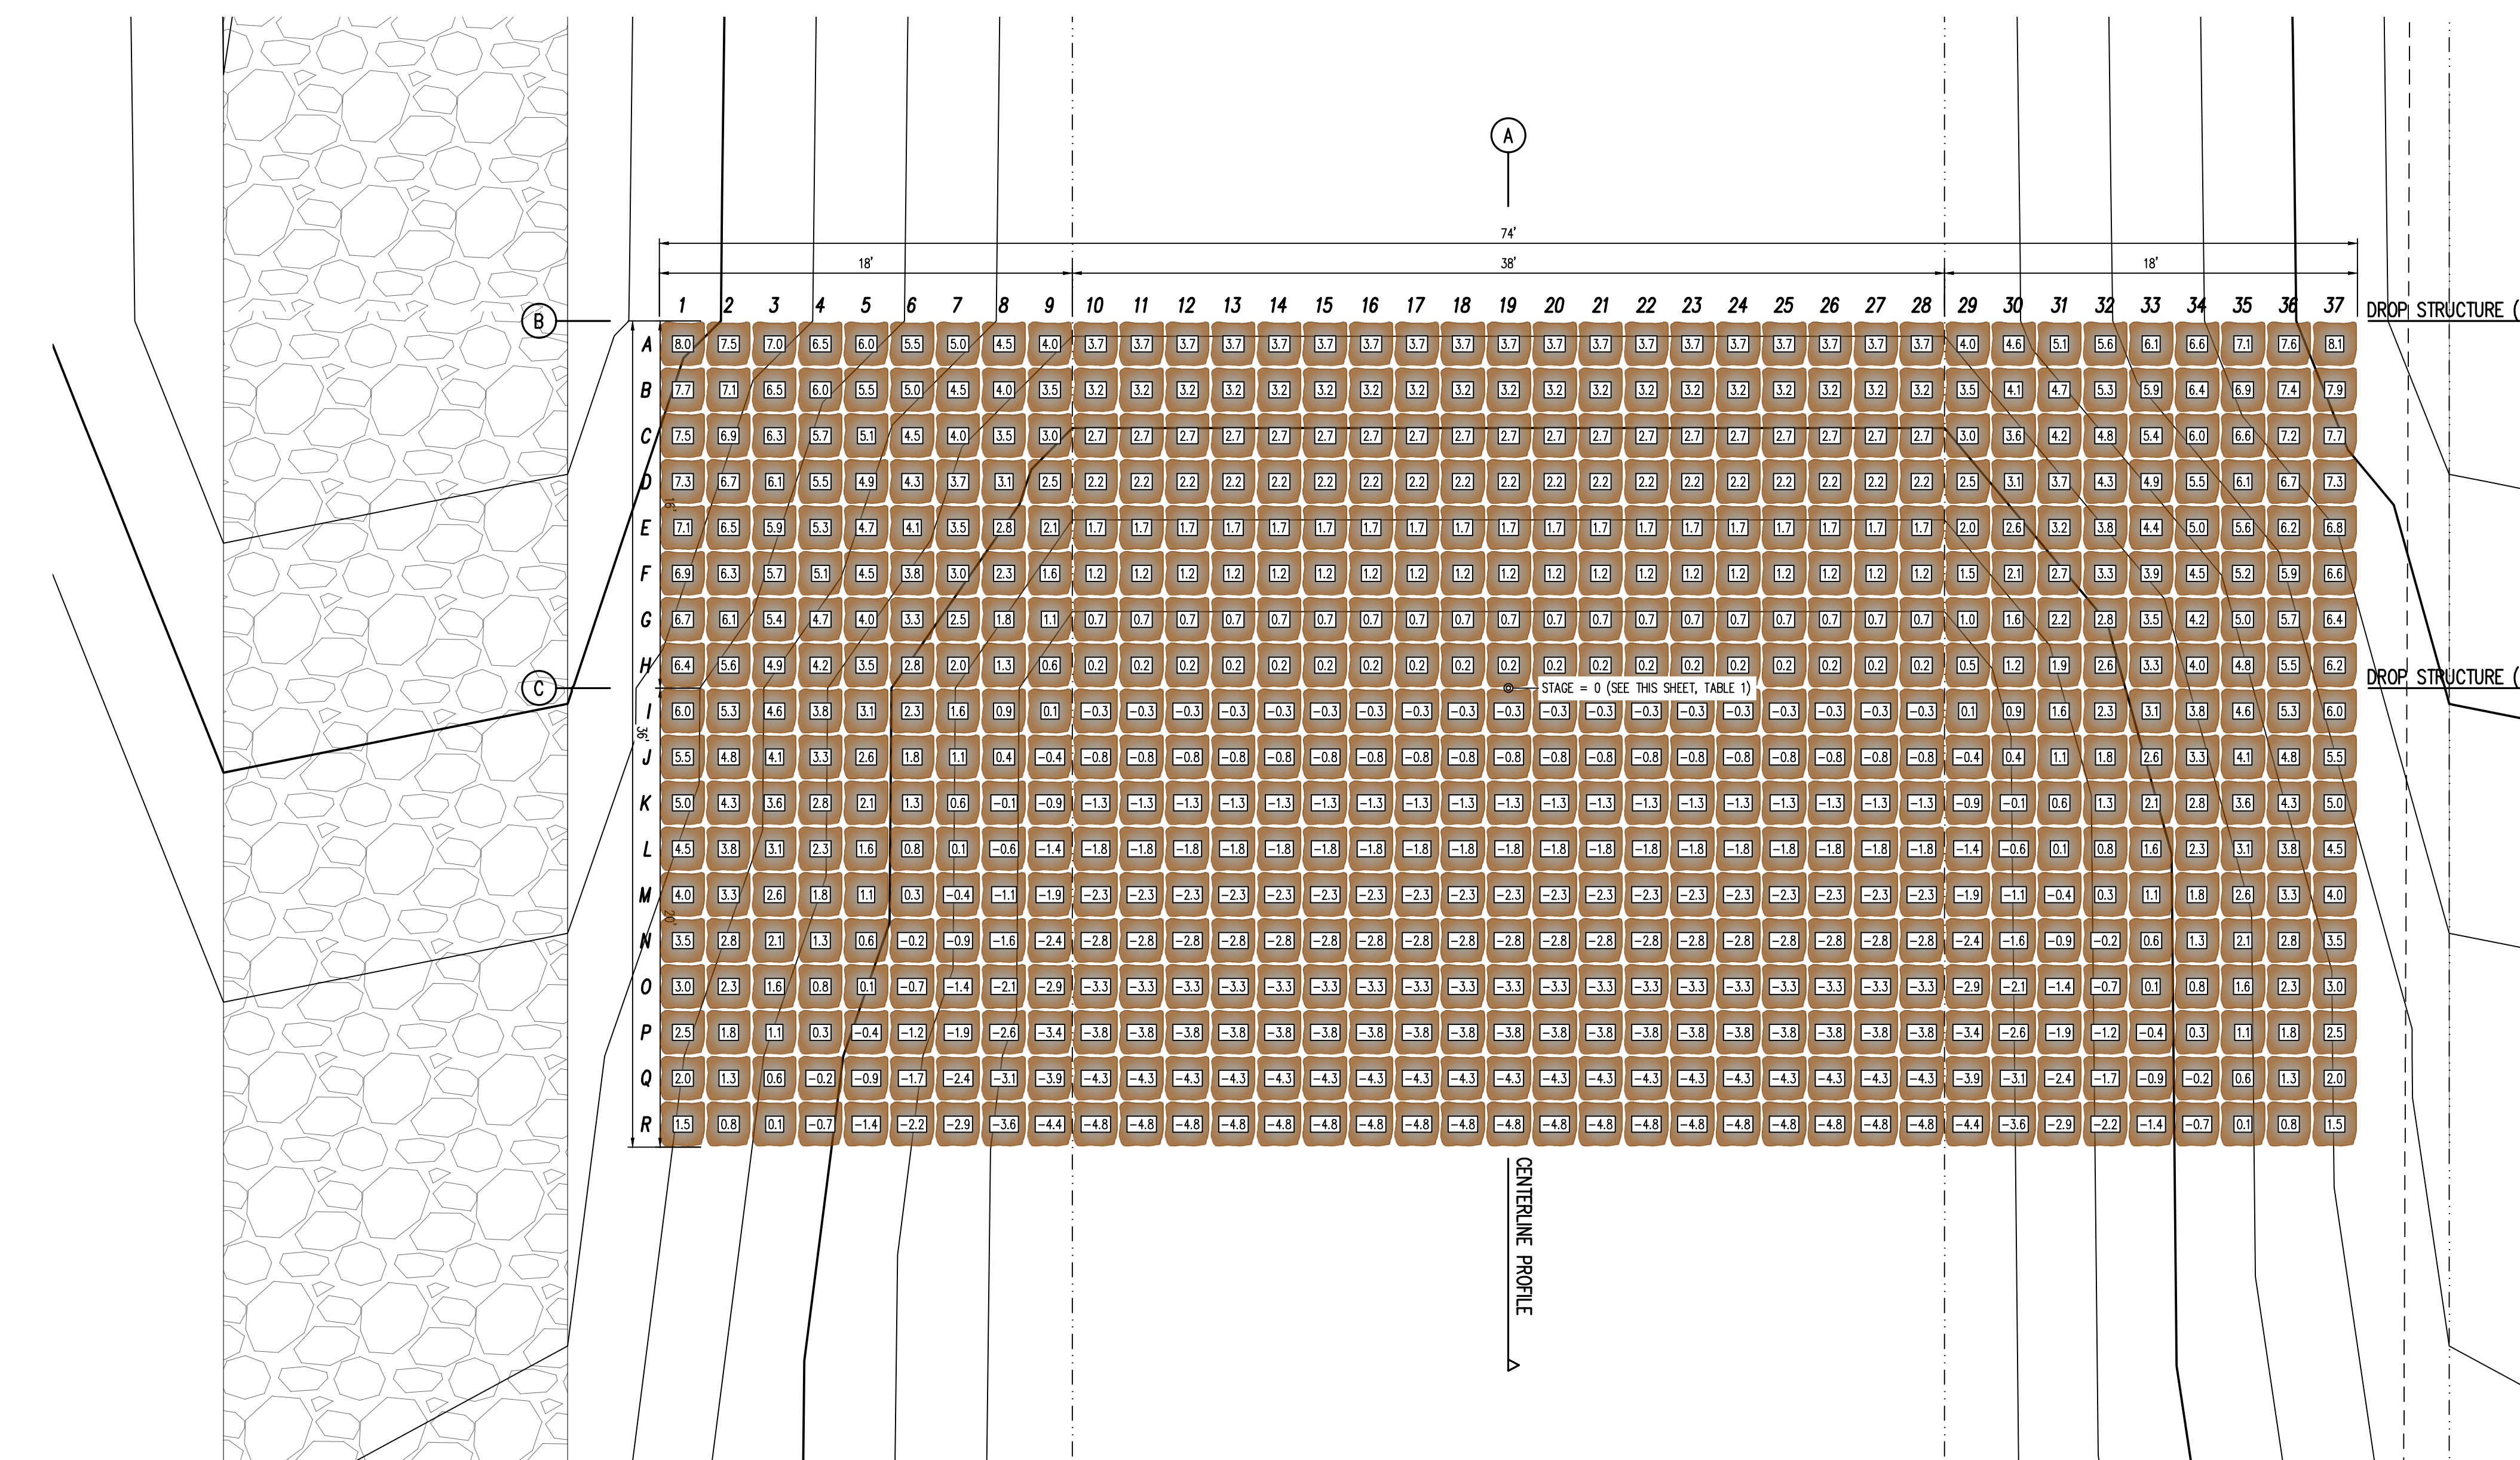 A
74'
18' 38' 18'
1 2 3 4 5 6 7 8 9 10 11 12 13 14 15 16 17 18 19 20 21 22 23 24 25 26 27 28 29 30 31 32 33 34 35 36 37
B DROP STRUCTURE (
A 8.0 7.5 7.0 6.5 6.0 5.5 5.0 4.5 4.0 3.7 3.7 3.7 3.7 3.7 3.7 3.7 3.7 3.7 3.7 3.7 3.7 3.7 3.7 3.7 3.7 3.7 3.7 3.7 4.0 4.6 5.1 5.6 6.1 6.6 7.1 7.6 8.1
B 7.7 7.1 6.5 6.0 5.5 5.0 4.5 4.0 3.5 3.2 3.2 3.2 3.2 3.2 3.2 3.2 3.2 3.2 3.2 3.2 3.2 3.2 3.2 3.2 3.2 3.2 3.2 3.2 3.5 4.1 4.7 5.3 5.9 6.4 6.9 7.4 7.9
C 7.5 6.9 6.3 5.7 5.1 4.5 4.0 3.5 3.0 2.7 2.7 2.7 2.7 2.7 2.7 2.7 2.7 2.7 2.7 2.7 2.7 2.7 2.7 2.7 2.7 2.7 2.7 2.7 3.0 3.6 4.2 4.8 5.4 6.0 6.6 7.2 7.7
D 7.3 6.7 6.1 5.5 4.9 4.3 3.7 3.1 2.5 2.2 2.2 2.2 2.2 2.2 2.2 2.2 2.2 2.2 2.2 2.2 2.2 2.2 2.2 2.2 2.2 2.2 2.2 2.2 2.5 3.1 3.7 4.3 4.9 5.5 6.1 6.7 7.3
16'
E 7.1 6.5 5.9 5.3 4.7 4.1 3.5 2.8 2.1 1.7 1.7 1.7 1.7 1.7 1.7 1.7 1.7 1.7 1.7 1.7 1.7 1.7 1.7 1.7 1.7 1.7 1.7 1.7 2.0 2.6 3.2 3.8 4.4 5.0 5.6 6.2 6.8
F 6.9 6.3 5.7 5.1 4.5 3.8 3.0 2.3 1.6 1.2 1.2 1.2 1.2 1.2 1.2 1.2 1.2 1.2 1.2 1.2 1.2 1.2 1.2 1.2 1.2 1.2 1.2 1.2 1.5 2.1 2.7 3.3 3.9 4.5 5.2 5.9 6.6
G 6.7 6.1 5.4 4.7 4.0 3.3 2.5 1.8 1.1 0.7 0.7 0.7 0.7 0.7 0.7 0.7 0.7 0.7 0.7 0.7 0.7 0.7 0.7 0.7 0.7 0.7 0.7 0.7 1.0 1.6 2.2 2.8 3.5 4.2 5.0 5.7 6.4
H 6.4 5.6 4.9 4.2 3.5 2.8 2.0 1.3 0.6 0.2 0.2 0.2 0.2 0.2 0.2 0.2 0.2 0.2 0.2 0.2 0.2 0.2 0.2 0.2 0.2 0.2 0.2 0.2 0.5 1.2 1.9 2.6 3.3 4.0 4.8 5.5 6.2
C STAGE = 0 (SEE THIS SHEET, TABLE 1) DROP STRUCTURE (
I 6.0 5.3 4.6 3.8 3.1 2.3 1.6 0.9 0.1 -0.3 -0.3 -0.3 -0.3 -0.3 -0.3 -0.3 -0.3 -0.3 -0.3 -0.3 -0.3 -0.3 -0.3 -0.3 -0.3 -0.3 -0.3 -0.3 0.1 0.9 1.6 2.3 3.1 3.8 4.6 5.3 6.0
36'
J 5.5 4.8 4.1 3.3 2.6 1.8 1.1 0.4 -0.4 -0.8 -0.8 -0.8 -0.8 -0.8 -0.8 -0.8 -0.8 -0.8 -0.8 -0.8 -0.8 -0.8 -0.8 -0.8 -0.8 -0.8 -0.8 -0.8 -0.4 0.4 1.1 1.8 2.6 3.3 4.1 4.8 5.5
K 5.0 4.3 3.6 2.8 2.1 1.3 0.6 -0.1 -0.9 -1.3 -1.3 -1.3 -1.3 -1.3 -1.3 -1.3 -1.3 -1.3 -1.3 -1.3 -1.3 -1.3 -1.3 -1.3 -1.3 -1.3 -1.3 -1.3 -0.9 -0.1 0.6 1.3 2.1 2.8 3.6 4.3 5.0
L 4.5 3.8 3.1 2.3 1.6 0.8 0.1 -0.6 -1.4 -1.8 -1.8 -1.8 -1.8 -1.8 -1.8 -1.8 -1.8 -1.8 -1.8 -1.8 -1.8 -1.8 -1.8 -1.8 -1.8 -1.8 -1.8 -1.8 -1.4 -0.6 0.1 0.8 1.6 2.3 3.1 3.8 4.5
M 4.0 3.3 2.6 1.8 1.1 0.3 -0.4 -1.1 -1.9 -2.3 -2.3 -2.3 -2.3 -2.3 -2.3 -2.3 -2.3 -2.3 -2.3 -2.3 -2.3 -2.3 -2.3 -2.3 -2.3 -2.3 -2.3 -2.3 -1.9 -1.1 -0.4 0.3 1.1 1.8 2.6 3.3 4.0
20'
N 3.5 2.8 2.1 1.3 0.6 -0.2 -0.9 -1.6 -2.4 -2.8 -2.8 -2.8 -2.8 -2.8 -2.8 -2.8 -2.8 -2.8 -2.8 -2.8 -2.8 -2.8 -2.8 -2.8 -2.8 -2.8 -2.8 -2.8 -2.4 -1.6 -0.9 -0.2 0.6 1.3 2.1 2.8 3.5
O 3.0 2.3 1.6 0.8 0.1 -0.7 -1.4 -2.1 -2.9 -3.3 -3.3 -3.3 -3.3 -3.3 -3.3 -3.3 -3.3 -3.3 -3.3 -3.3 -3.3 -3.3 -3.3 -3.3 -3.3 -3.3 -3.3 -3.3 -2.9 -2.1 -1.4 -0.7 0.1 0.8 1.6 2.3 3.0
P 2.5 1.8 1.1 0.3 -0.4 -1.2 -1.9 -2.6 -3.4 -3.8 -3.8 -3.8 -3.8 -3.8 -3.8 -3.8 -3.8 -3.8 -3.8 -3.8 -3.8 -3.8 -3.8 -3.8 -3.8 -3.8 -3.8 -3.8 -3.4 -2.6 -1.9 -1.2 -0.4 0.3 1.1 1.8 2.5
Q 2.0 1.3 0.6 -0.2 -0.9 -1.7 -2.4 -3.1 -3.9 -4.3 -4.3 -4.3 -4.3 -4.3 -4.3 -4.3 -4.3 -4.3 -4.3 -4.3 -4.3 -4.3 -4.3 -4.3 -4.3 -4.3 -4.3 -4.3 -3.9 -3.1 -2.4 -1.7 -0.9 -0.2 0.6 1.3 2.0
R 1.5 0.8 0.1 -0.7 -1.4 -2.2 -2.9 -3.6 -4.4 -4.8 -4.8 -4.8 -4.8 -4.8 -4.8 -4.8 -4.8 -4.8 -4.8 -4.8 -4.8 -4.8 -4.8 -4.8 -4.8 -4.8 -4.8 -4.8 -4.4 -3.6 -2.9 -2.2 -1.4 -0.7 0.1 0.8 1.5
CENTERLINE PROFILE